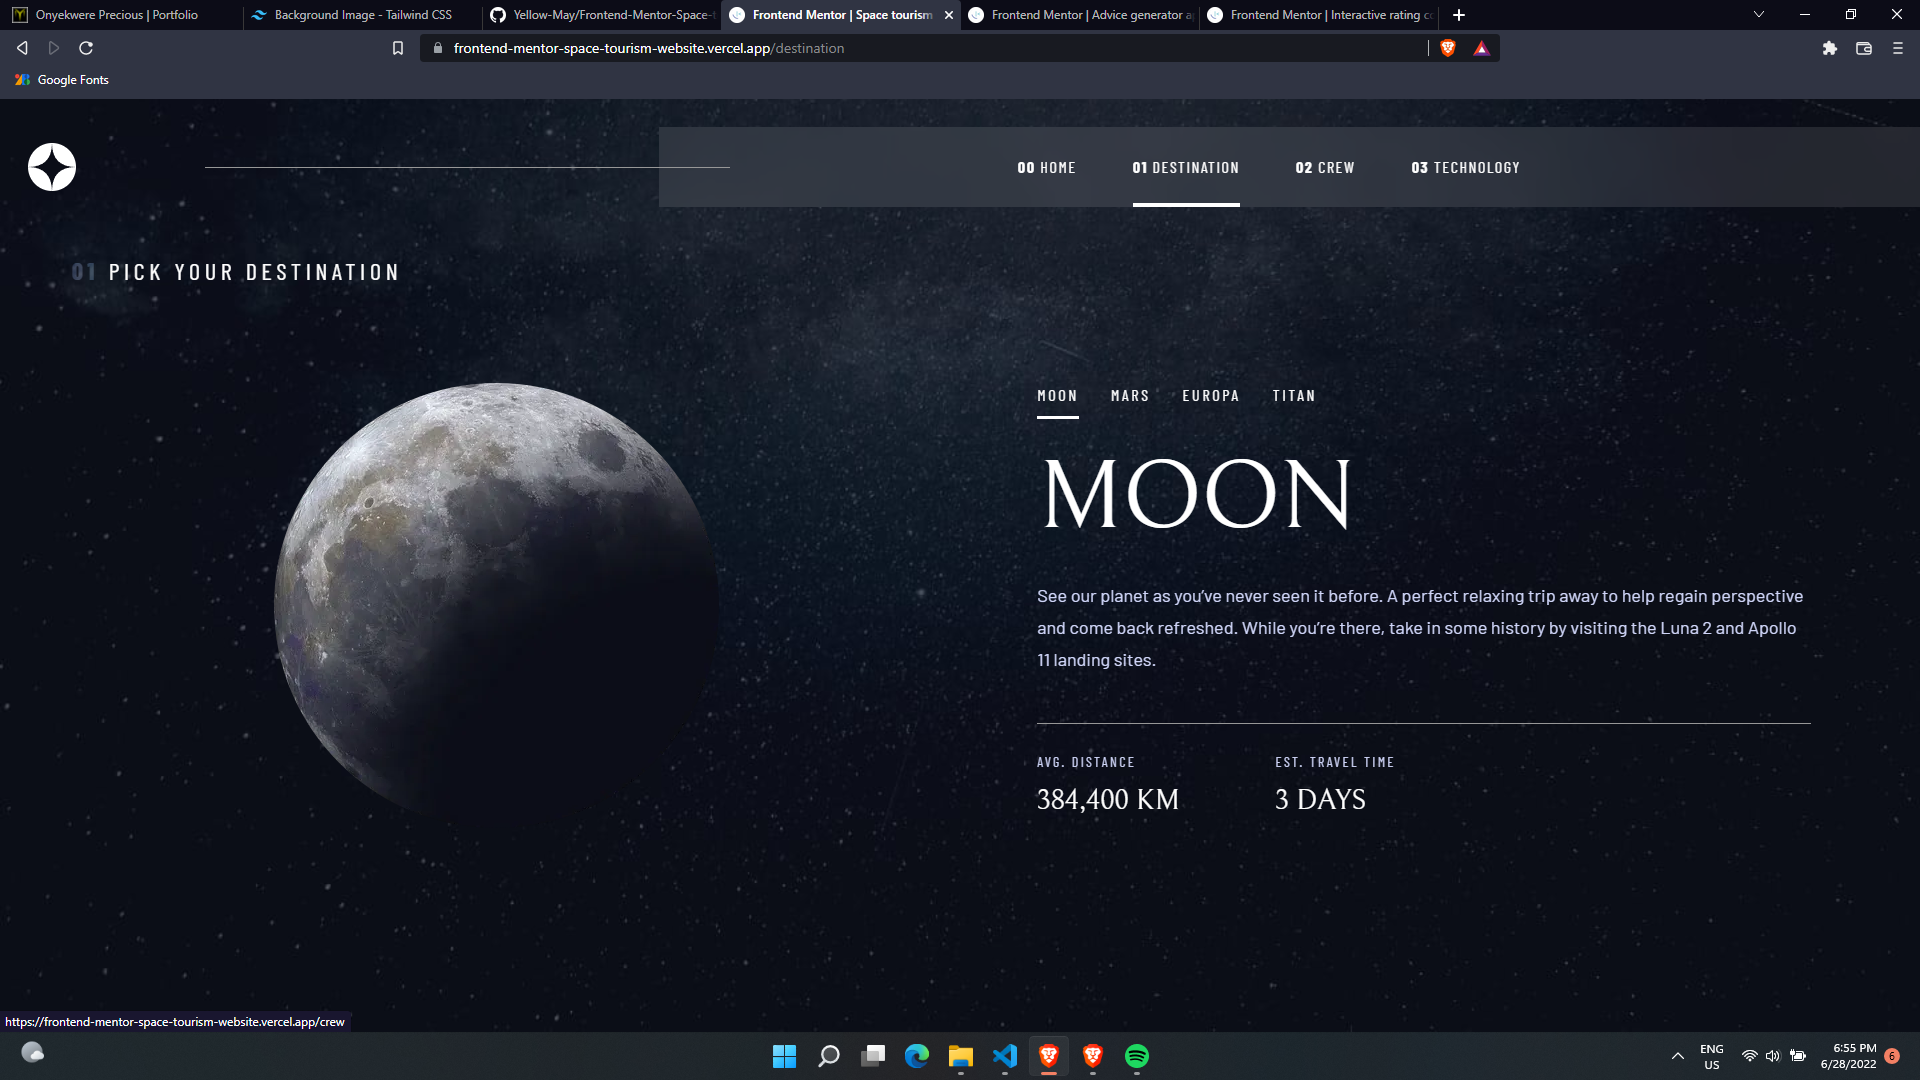 Onyekwere Precious | Portfolio
Background Image - Tailwind CSS
Yellow-May/Frontend-Mentor-Space-
Frontend Mentor | Space tourism
Frontend Mentor | Advice generator
Frontend Mentor | Interactive rating
frontend-mentor-space-tourism-website.vercel.app/destination
Google Fonts
00 HOME
01 DESTINATION
02 CREW
03 TECHNOLOGY
01 PICK YOUR DESTINATION
MOON
MARS
EUROPA
TITAN
MOON
See our planet as you’ve never seen it before. A perfect relaxing trip away to help regain perspective
and come back refreshed. While you’re there, take in some history by visiting the Luna 2 and Apollo
11 landing sites.
AVG. DISTANCE
384,400 KM
EST. TRAVEL TIME
3 DAYS
https://frontend-mentor-space-tourism-website.vercel.app/crew
ENG
US
6:55 PM
6/28/2022
6